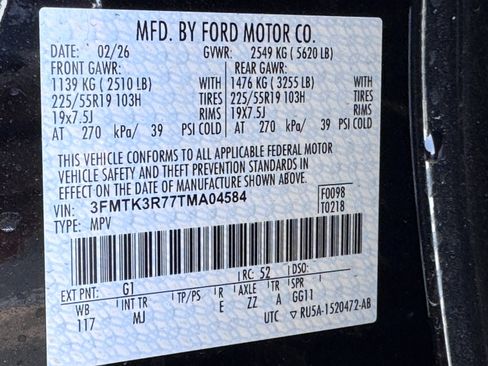 MFD. BY FORD MOTOR CO.
DATE: 02/26 GVWR: 2549 KG ( 5620 LB)
FRONT GAWR: REAR GAWR:
1139 KG ( 2510 LB) WITH 1476 KG ( 3255 LB) WITH
225/55R19 103H TIRES 225/55R19 103H TIRES
19x7.5J RIMS 19x7.5J RIMS
AT 270 kPa/ 39 PSI COLD AT 270 kPa/ 39 PSI COLD
THIS VEHICLE CONFORMS TO ALL APPLICABLE FEDERAL MOTOR
VEHICLE SAFETY AND THEFT PREVENTION STANDARDS IN
EFFECT ON THE DATE OF MANUFACTURE SHOWN ABOVE.
VIN: 3FMTK3R77TMA04584 F0098
TYPE: MPV T0218
EXT PNT: G1 RC: 52 DSO:
WB INT TR TP/PS R AXLE TR SPR
117 MJ E ZZ A GG11
UTC ▽ RU5A-1520472-AB